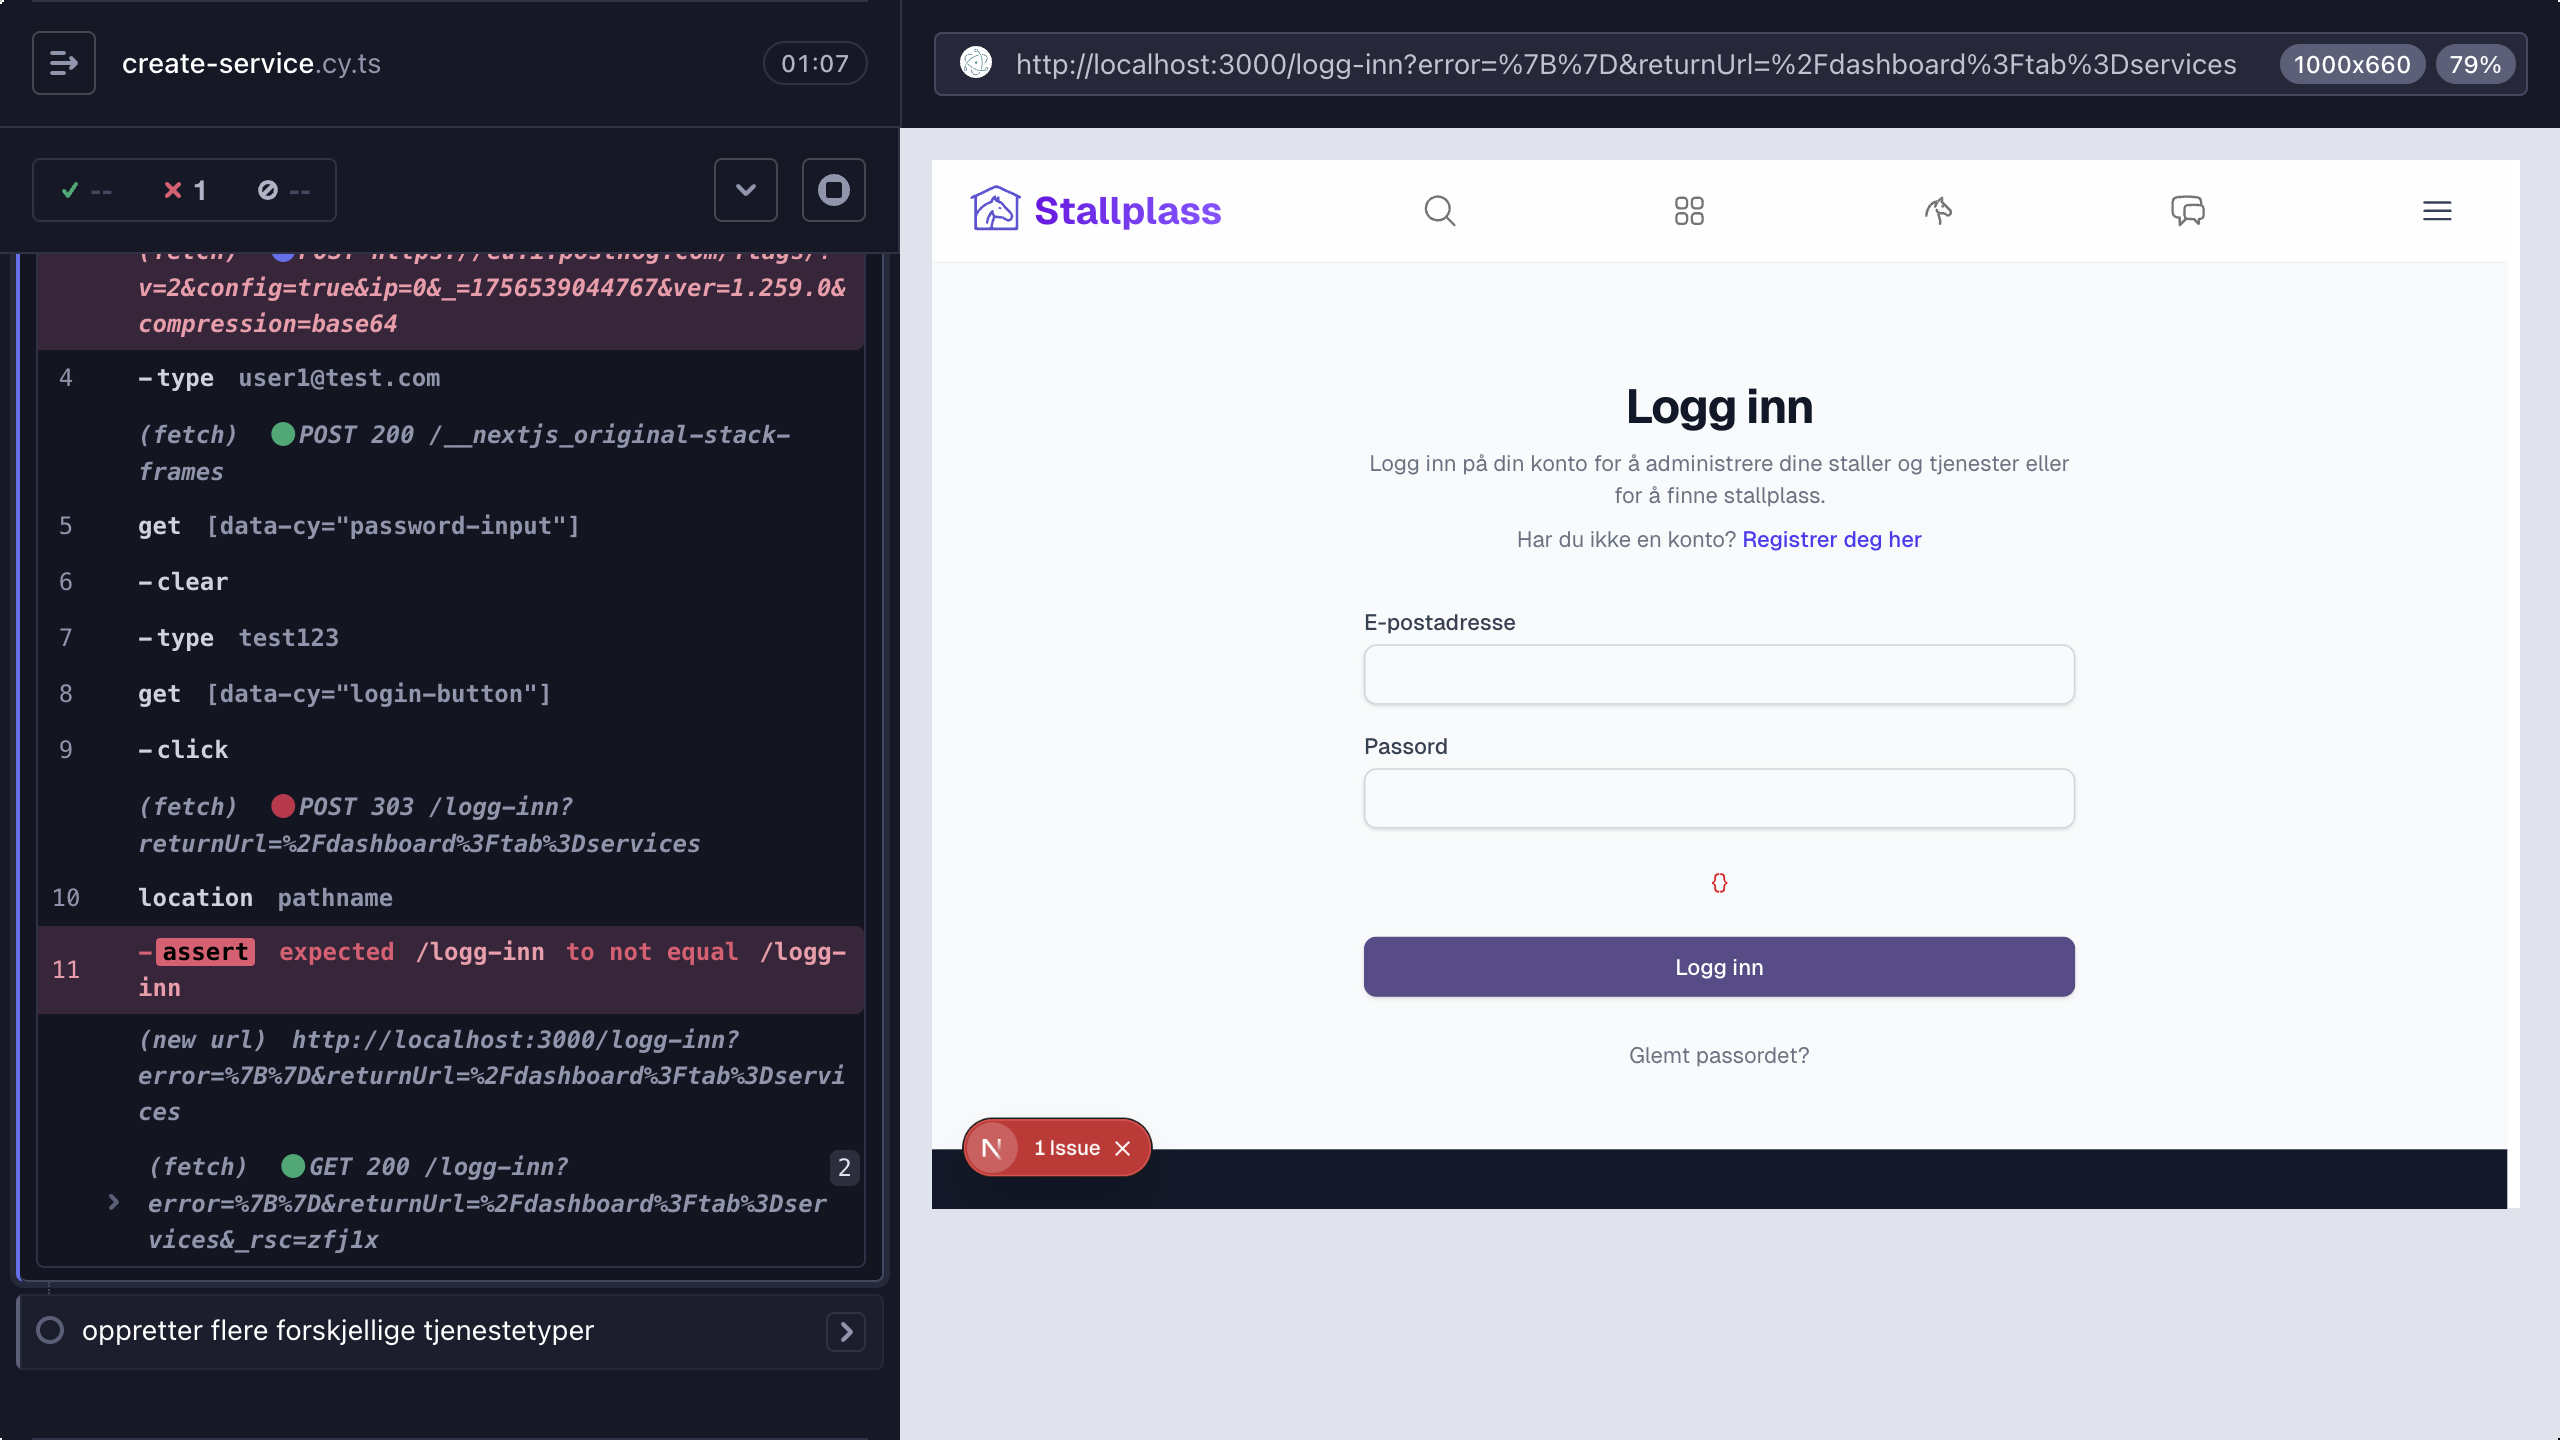 create-service.cy.ts
01:07
-- 1 --
(fetch) POST https://eu.i.posthog.com/flags/?
v=2&config=true&ip=0&_=1756539044767&ver=1.259.0&
compression=base64
4 -type user1@test.com
(fetch) POST 200 /__nextjs_original-stack-
frames
5 get [data-cy="password-input"]
6 -clear
7 -type test123
8 get [data-cy="login-button"]
9 -click
(fetch) POST 303 /logg-inn?
returnUrl=%2Fdashboard%3Ftab%3Dservices
10 location pathname
11 -assert expected /logg-inn to not equal /logg-
inn
(new url) http://localhost:3000/logg-inn?
error=%7B%7D&returnUrl=%2Fdashboard%3Ftab%3Dservi
ces
(fetch) GET 200 /logg-inn? 2
error=%7B%7D&returnUrl=%2Fdashboard%3Ftab%3Dser
vices&_rsc=zfj1x
oppretter flere forskjellige tjenestetyper
http://localhost:3000/logg-inn?error=%7B%7D&returnUrl=%2Fdashboard%3Ftab%3Dservices
1000x660
79%
Stallplass
Logg inn
Logg inn på din konto for å administrere dine staller og tjenester eller
for å finne stallplass.
Har du ikke en konto? Registrer deg her
E-postadresse
Passord
{}
Logg inn
Glemt passordet?
N 1 Issue